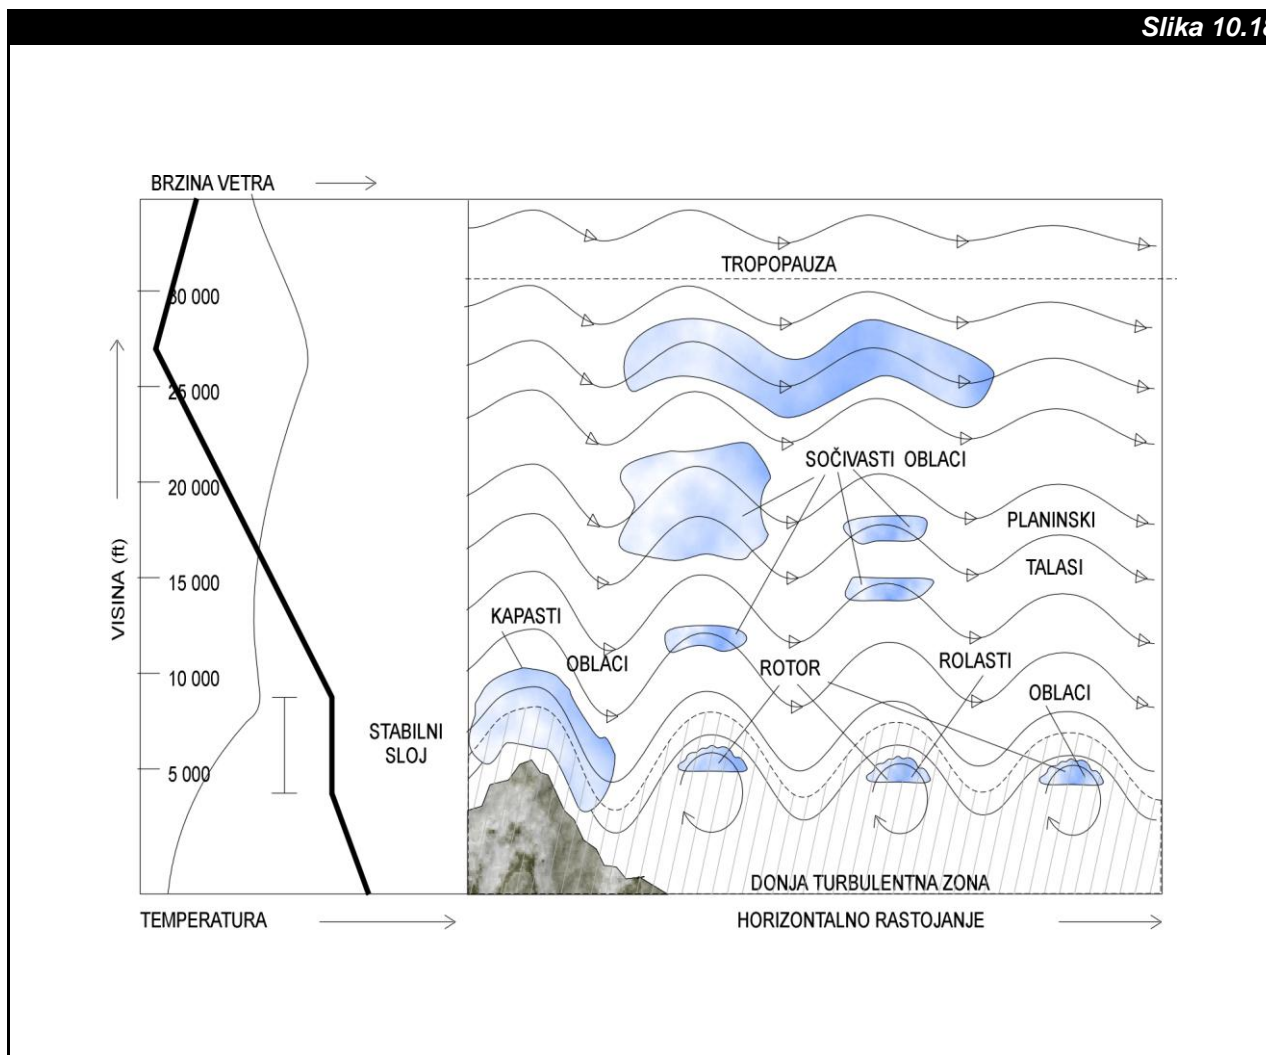 Slika 10.18
BRZINA VETRA
TROPOPAUZA
30 000
25 000
SOČIVASTI OBLACI
20 000
PLANINSKI
VISINA (ft)
15 000
TALASI
KAPASTI
OBLACI
ROTOR
ROLASTI
10 000
OBLACI
STABILNI
SLOJ
5 000
DONJA TURBULENTNA ZONA
TEMPERATURA
HORIZONTALNO RASTOJANJE